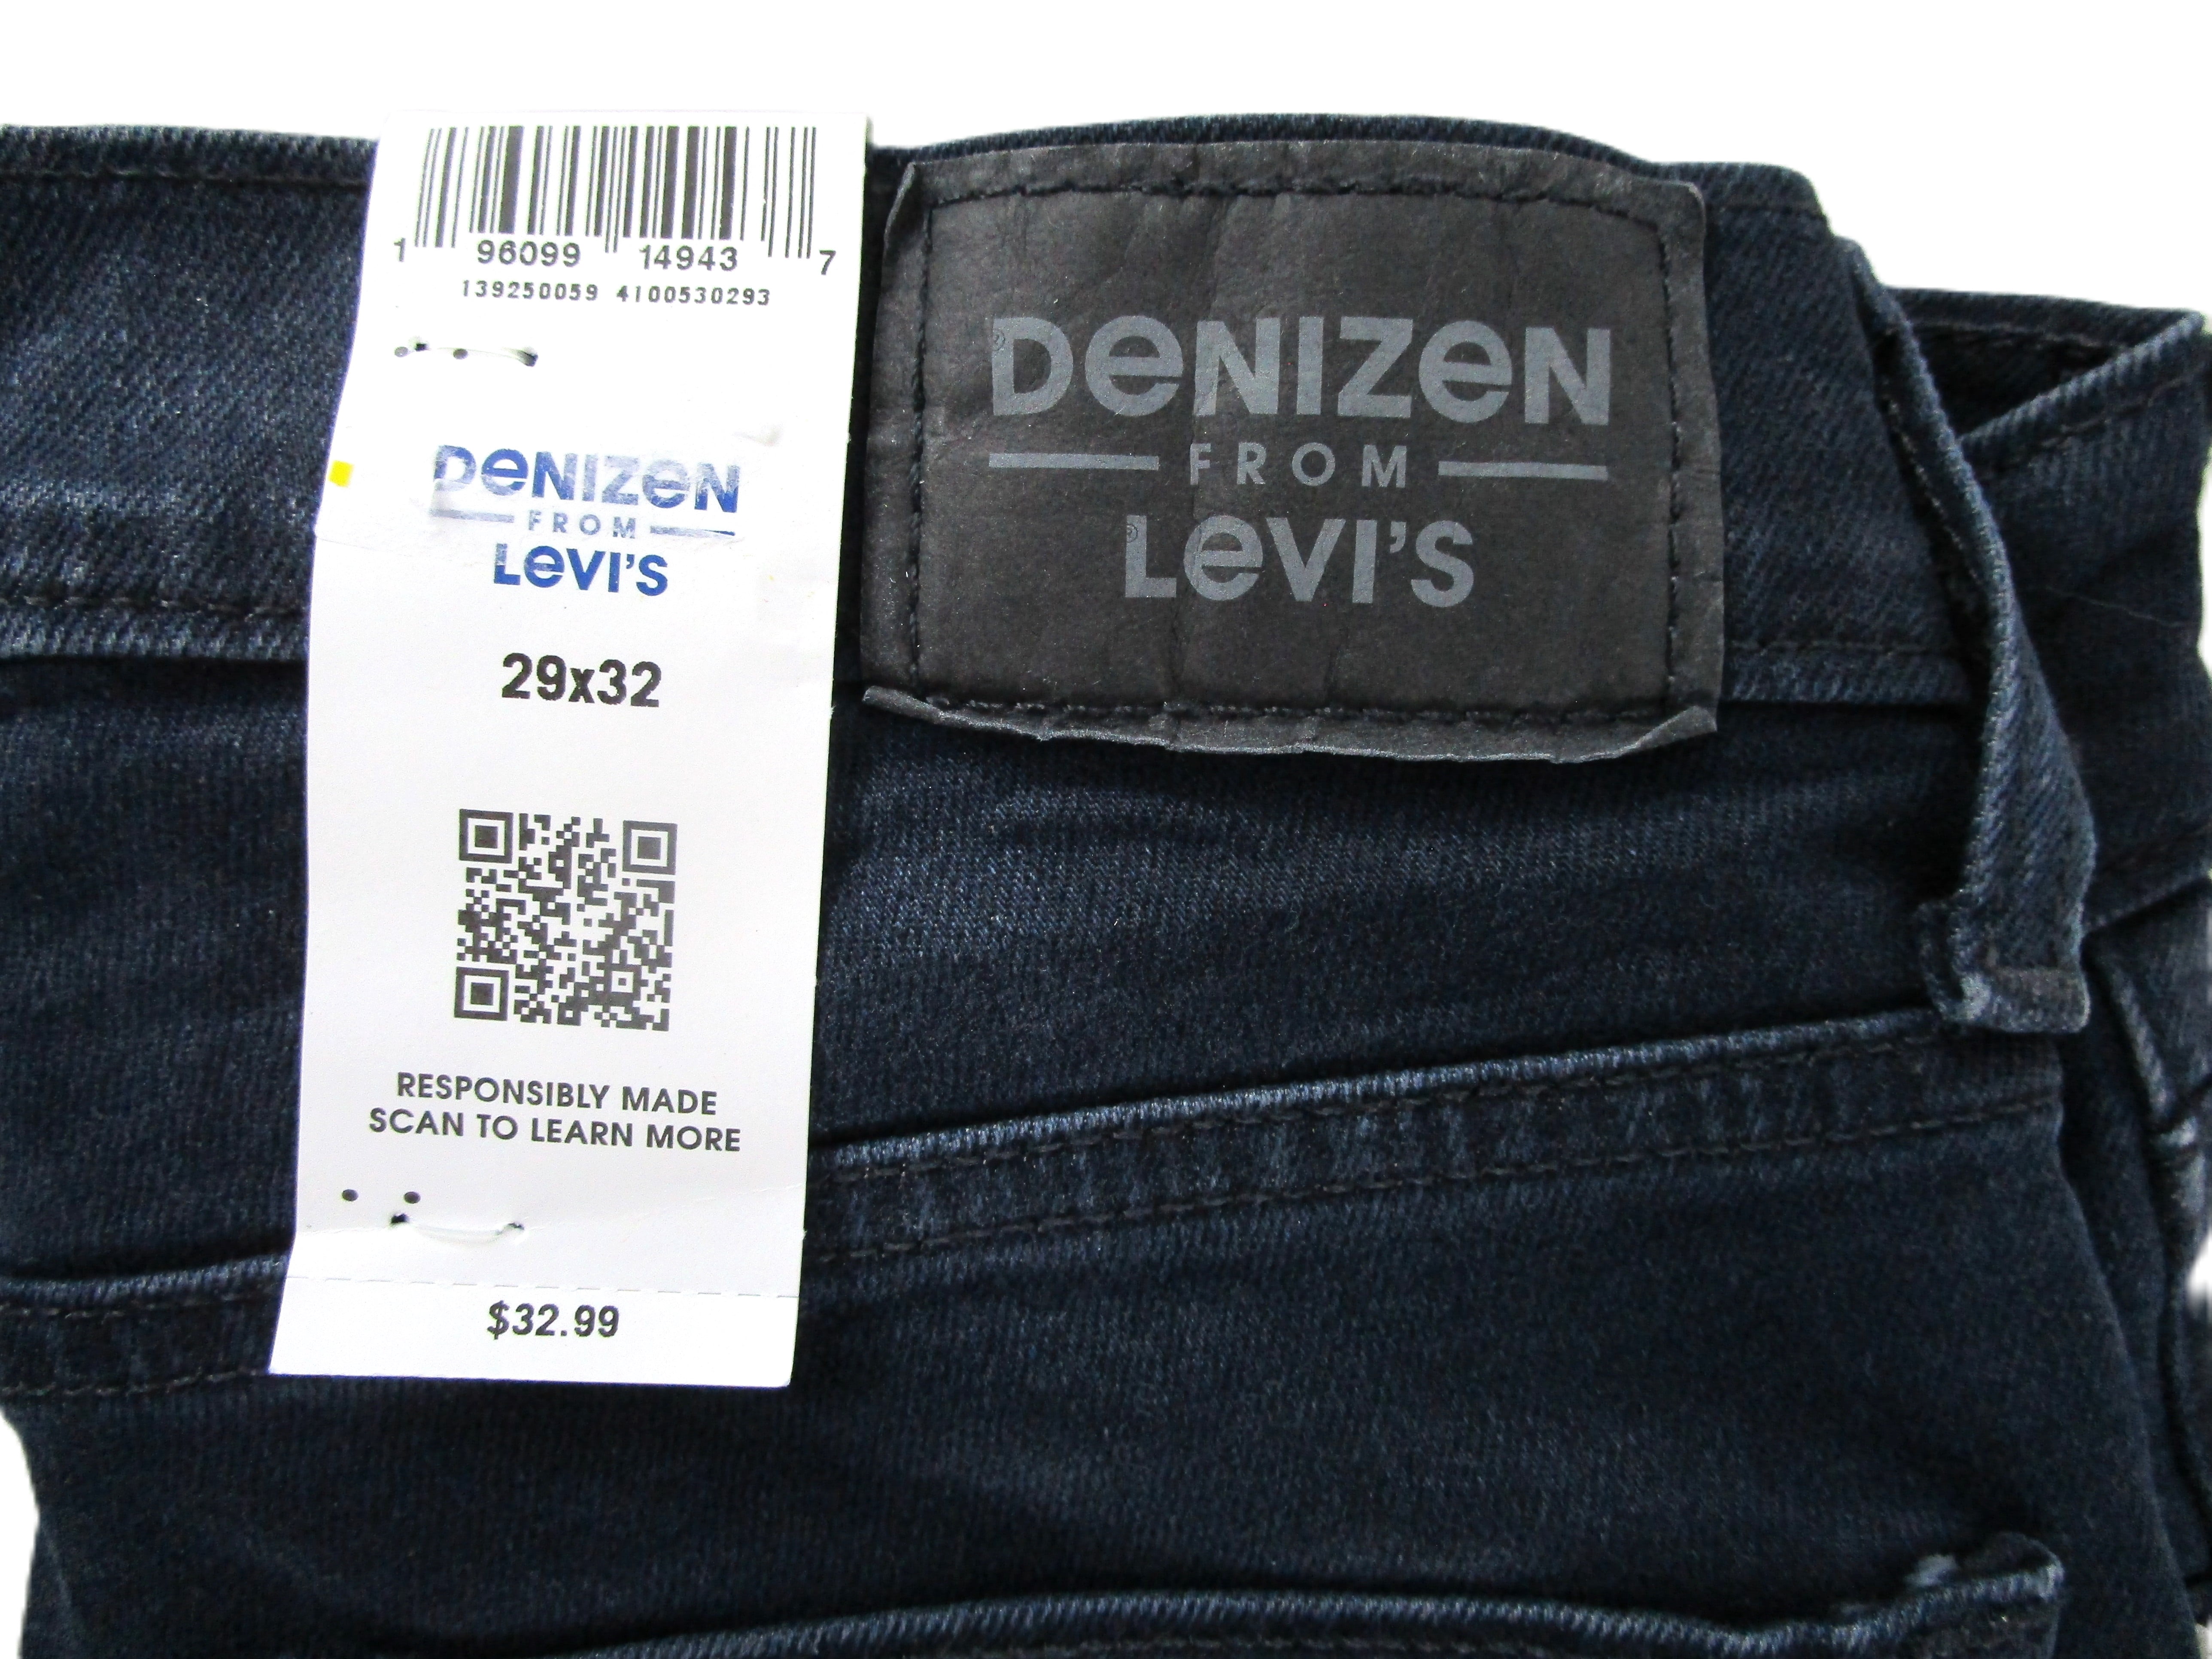 1 96099 14943 7
139250059 4100530293
DeNIZeN
FROM
LeVI'S
29x32
RESPONSIBLY MADE
SCAN TO LEARN MORE
$32.99
DeNIZeN®
FROM
LeVI'S®